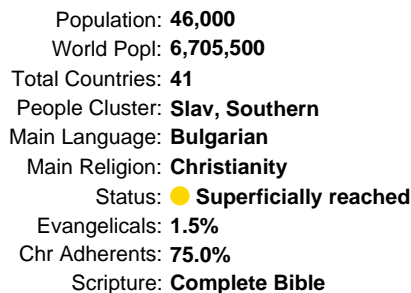 Population: 46,000
World Popl: 6,705,500
Total Countries: 41
People Cluster: Slav, Southern
Main Language: Bulgarian
Main Religion: Christianity
Status: Superficially reached
Evangelicals: 1.5%
Chr Adherents: 75.0%
Scripture: Complete Bible